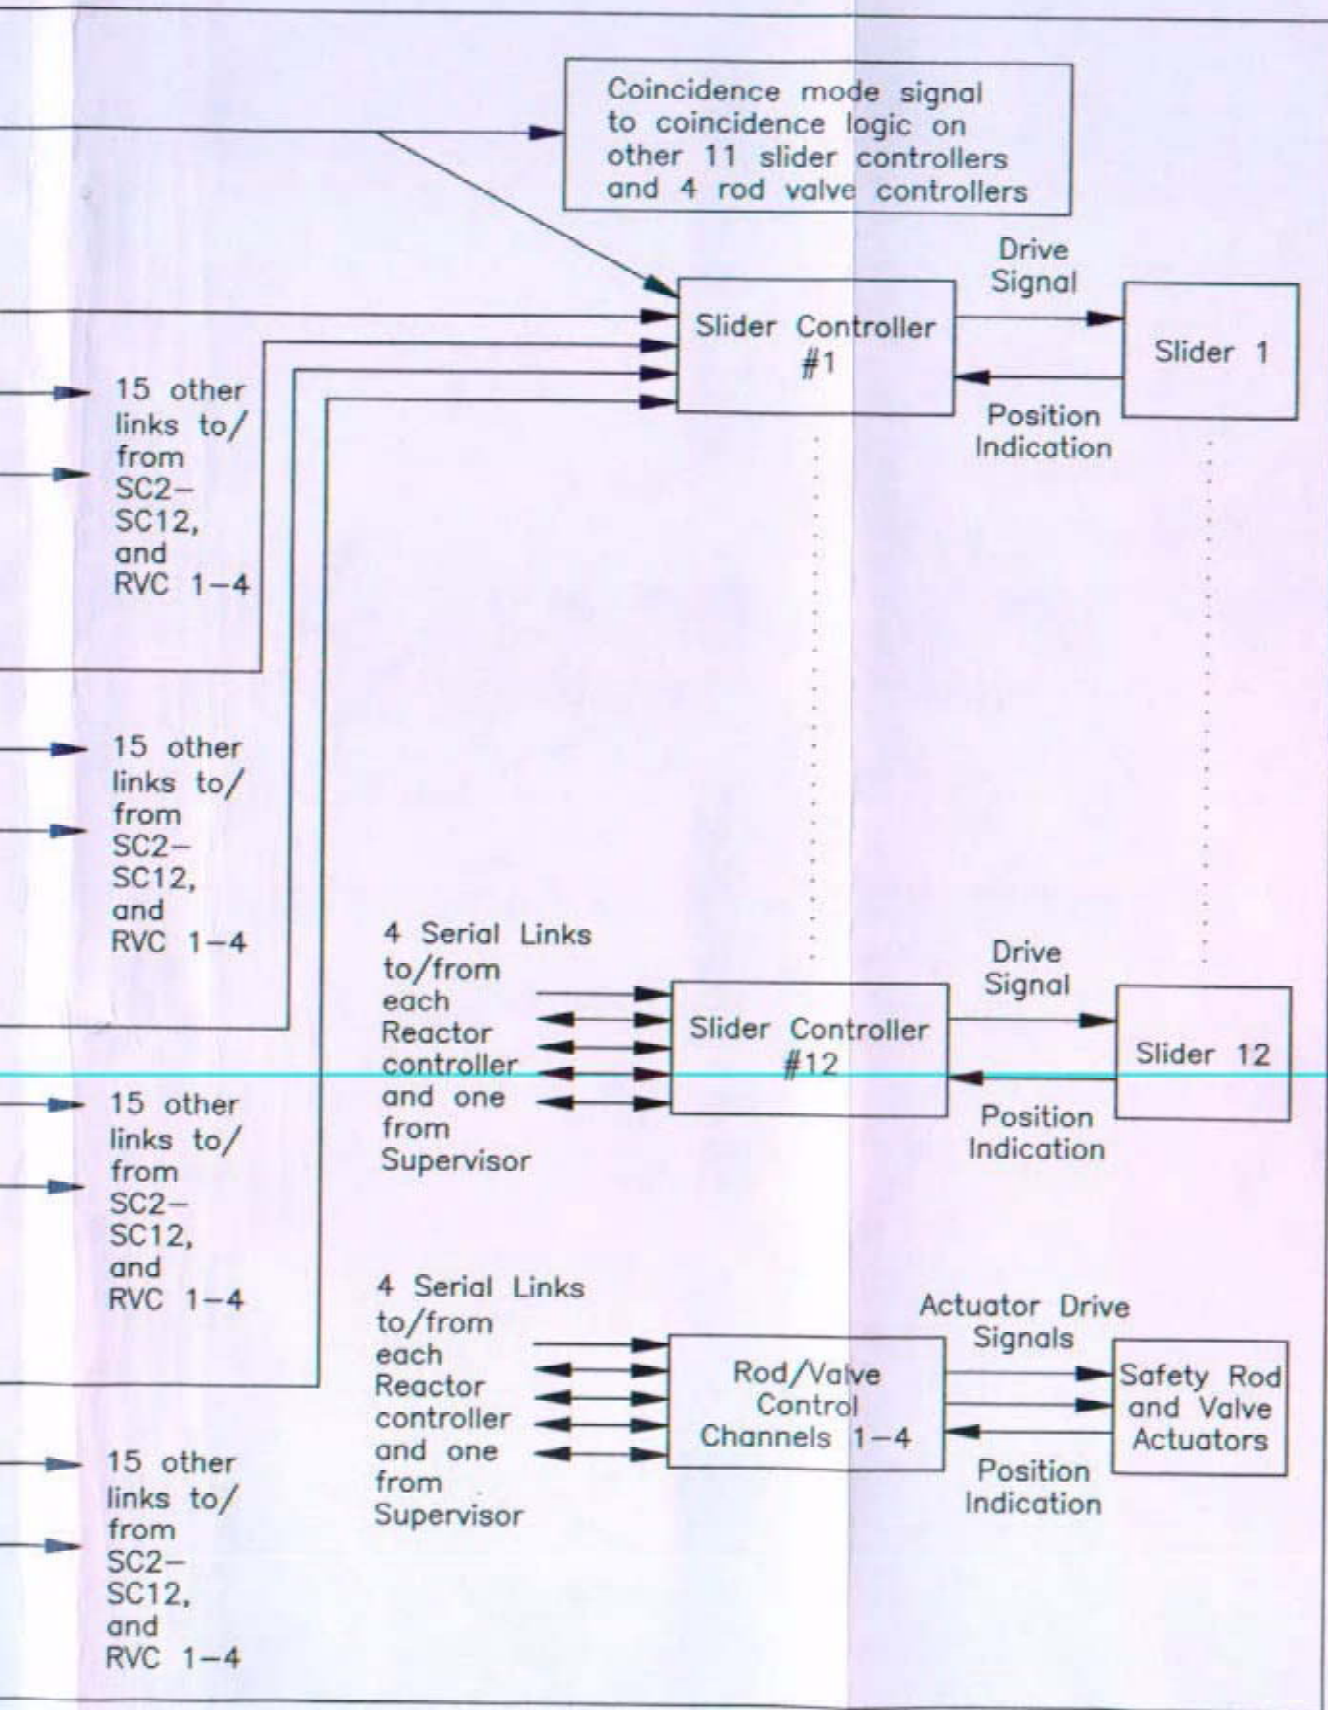 Coincidence mode signal
to coincidence logic on
other 11 slider controllers
and 4 rod valve controllers
Drive
Signal
Slider Controller
#1
Slider 1
Position
Indication
15 other
links to/
from
SC2-
SC12,
and
RVC 1-4
15 other
links to/
from
SC2-
SC12,
and
RVC 1-4
4 Serial Links
to/from
each
Reactor
controller
and one
from
Supervisor
Drive
Signal
Slider Controller
#12
Slider 12
Position
Indication
15 other
links to/
from
SC2-
SC12,
and
RVC 1-4
4 Serial Links
to/from
each
Reactor
controller
and one
from
Supervisor
Actuator Drive
Signals
Rod/Valve
Control
Channels 1-4
Safety Rod
and Valve
Actuators
Position
Indication
15 other
links to/
from
SC2-
SC12,
and
RVC 1-4